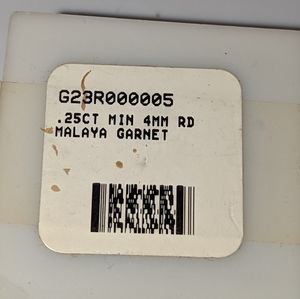 G23R000005
.25CT MIN 4MM RD
MALAYA GARNET